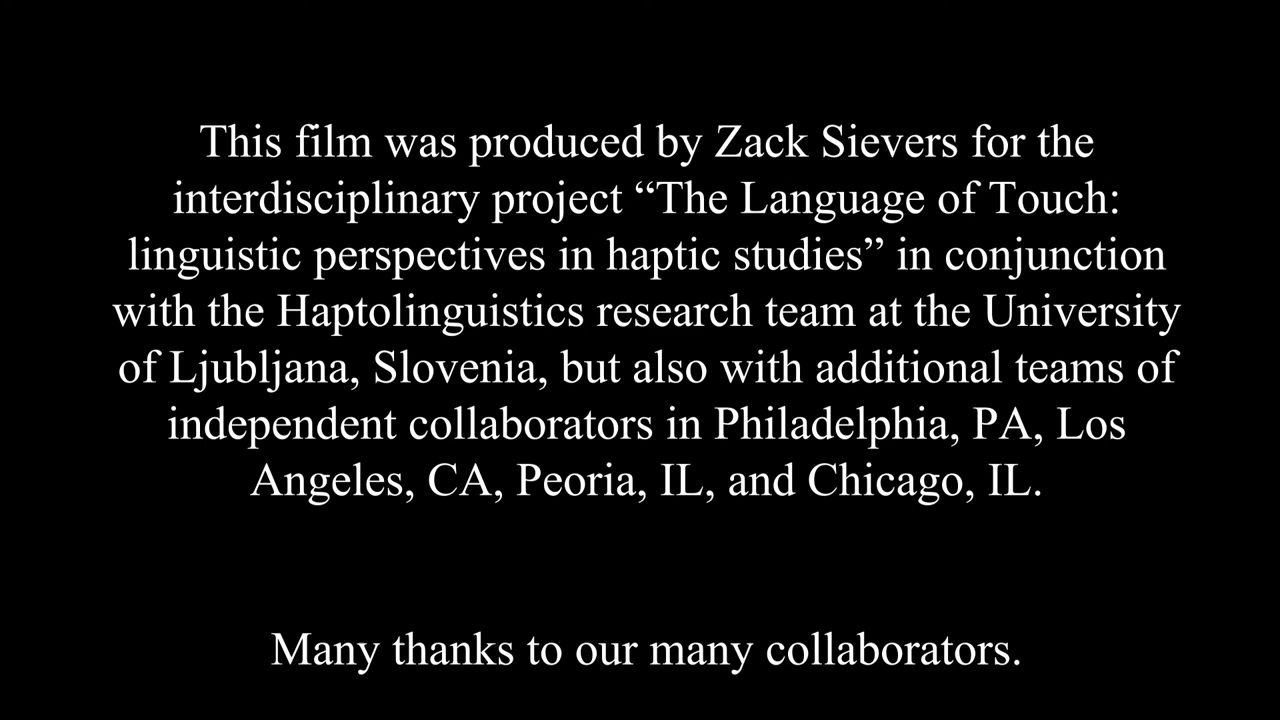 This film was produced by Zack Sievers for the
interdisciplinary project “The Language of Touch:
linguistic perspectives in haptic studies” in conjunction
with the Haptolinguistics research team at the University
of Ljubljana, Slovenia, but also with additional teams of
independent collaborators in Philadelphia, PA, Los
Angeles, CA, Peoria, IL, and Chicago, IL.
Many thanks to our many collaborators.